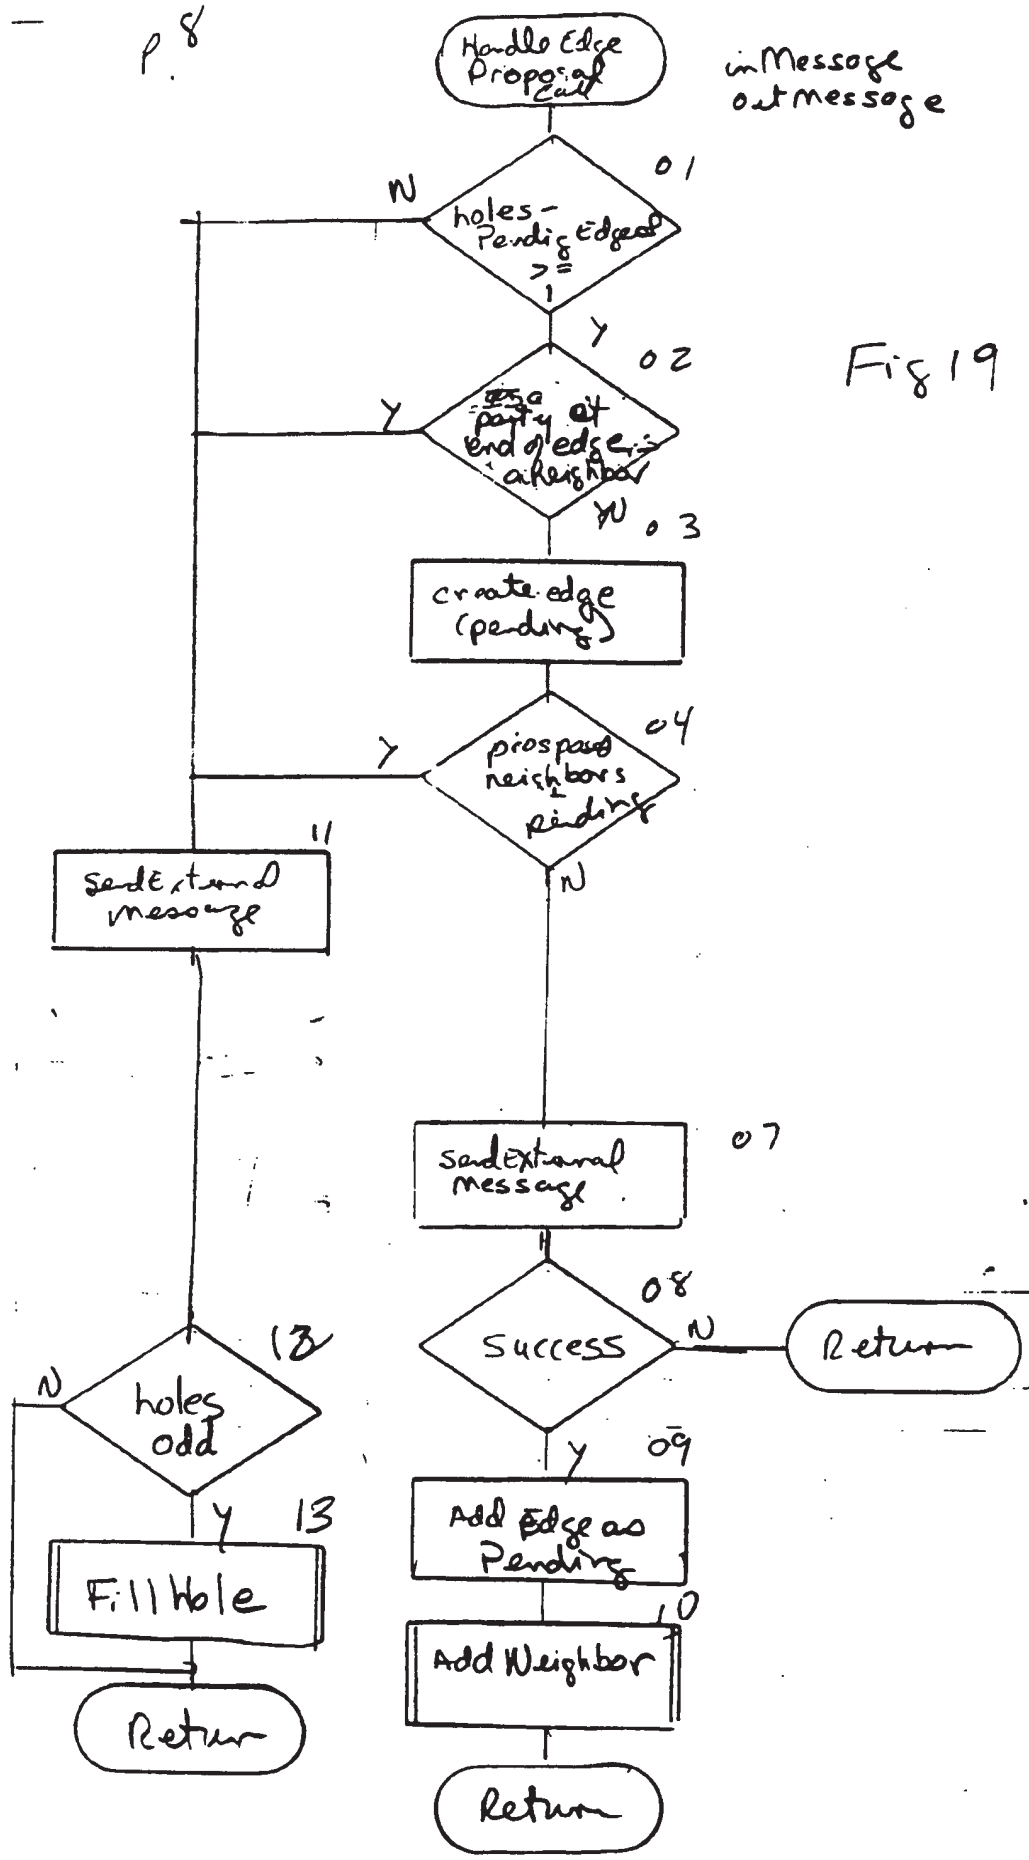 P. 8
Handle Edge
Proposal
Call
inMessage
outMessage
01
N
holes -
Pending Edges
>=
1
Y
Fig 19
02
Y
party at
end of edge is
a neighbor
N
03
create edge
(pending)
04
Y
neighbors
pending
N
11
sendExternal
Message
07
sendExternal
Message
08
Success
N
Return
12
N
holes
odd
Y
09
Add Edge as
Pending
Y
13
Fill Hole
10
Add Neighbor
Return
Return